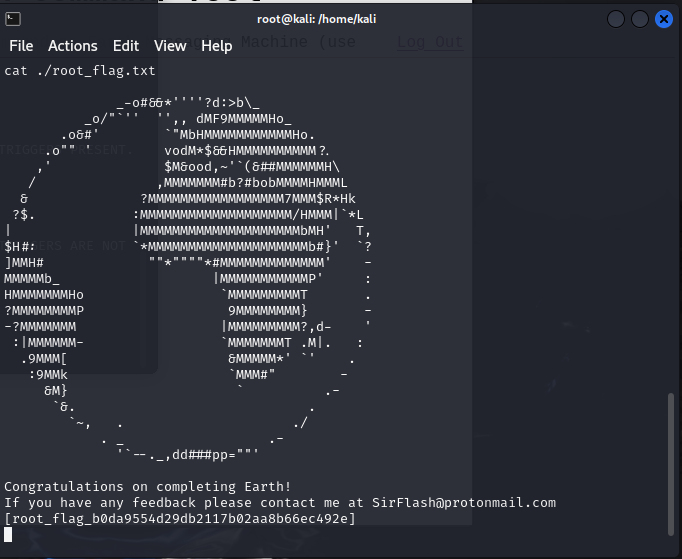 root@kali: /home/kali
File Actions Edit View Help
Log Out
cat ./root_flag.txt
              _-o#&&*''''?d:>b\_
          _o/"`''  '',, dMF9MMMMMHo_
       .o&#'        `"MbHMMMMMMMMMMMHo.
     .o"" '         vodM*$&&HMMMMMMMMMM?.
    ,'              $M&ood,~'`(&##MMMMMMH\
   /               ,MMMMMMM#b?#bobMMMMHMMML
  &              ?MMMMMMMMMMMMMMMMM7MMM$R*Hk
 ?$.            :MMMMMMMMMMMMMMMMMMM/HMMM|`*L
|               |MMMMMMMMMMMMMMMMMMMMbMH'   T,
$H#:            `*MMMMMMMMMMMMMMMMMMMMb#}'  `?
]MMH#             ""*""""*#MMMMMMMMMMMMM'    -
MMMMMb_                   |MMMMMMMMMMMP'     :
HMMMMMMMHo                 `MMMMMMMMMT       .
?MMMMMMMMP                  9MMMMMMMM}       -
-?MMMMMMM                  |MMMMMMMMM?,d-    '
 :|MMMMMM-                 `MMMMMMMT .M|.   :
  .9MMM[                    &MMMMM*' `'    .
   :9MMk                    `MMM#"        -
     &M}                     `          .-
      `&.                             .
        `~,   .                     ./
            . _                  .-
              '`--._,dd###pp=""'
Congratulations on completing Earth!
If you have any feedback please contact me at SirFlash@protonmail.com
[root_flag_b0da9554d29db2117b02aa8b66ec492e]